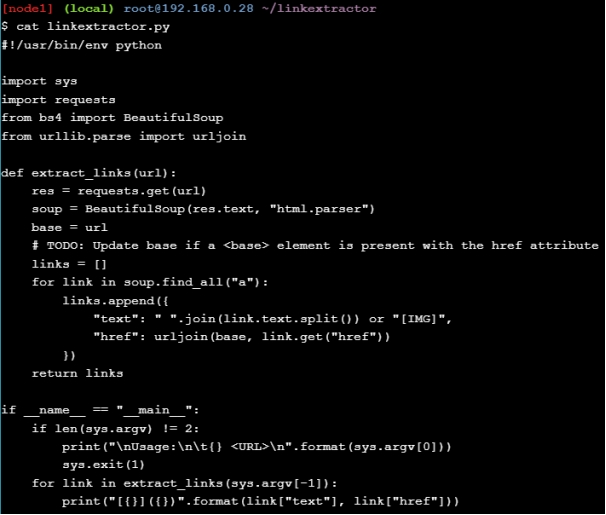 [node1] (local) root@192.168.0.28 ~/linkextractor
$ cat linkextractor.py
#!/usr/bin/env python

import sys
import requests
from bs4 import BeautifulSoup
from urllib.parse import urljoin

def extract_links(url):
    res = requests.get(url)
    soup = BeautifulSoup(res.text, "html.parser")
    base = url
    # TODO: Update base if a <base> element is present with the href attribute
    links = []
    for link in soup.find_all("a"):
        links.append({
            "text": " ".join(link.text.split()) or "[IMG]",
            "href": urljoin(base, link.get("href"))
        })
    return links

if __name__ == "__main__":
    if len(sys.argv) != 2:
        print("\nUsage:\n\t{} <URL>\n".format(sys.argv[0]))
        sys.exit(1)
    for link in extract_links(sys.argv[-1]):
        print("[{}]({})".format(link["text"], link["href"]))